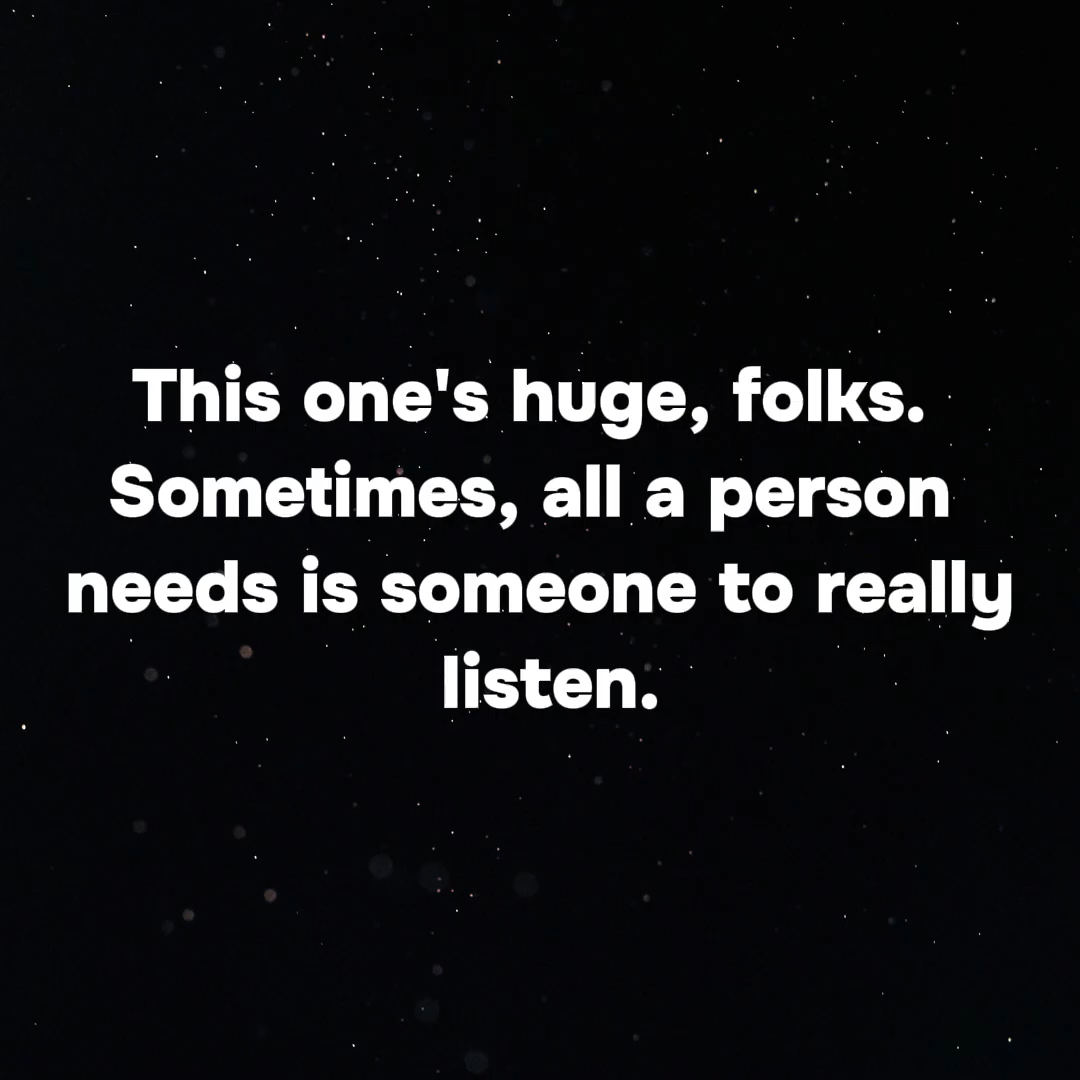 This one's huge, folks.
Sometimes, all a person
needs is someone to really
listen.